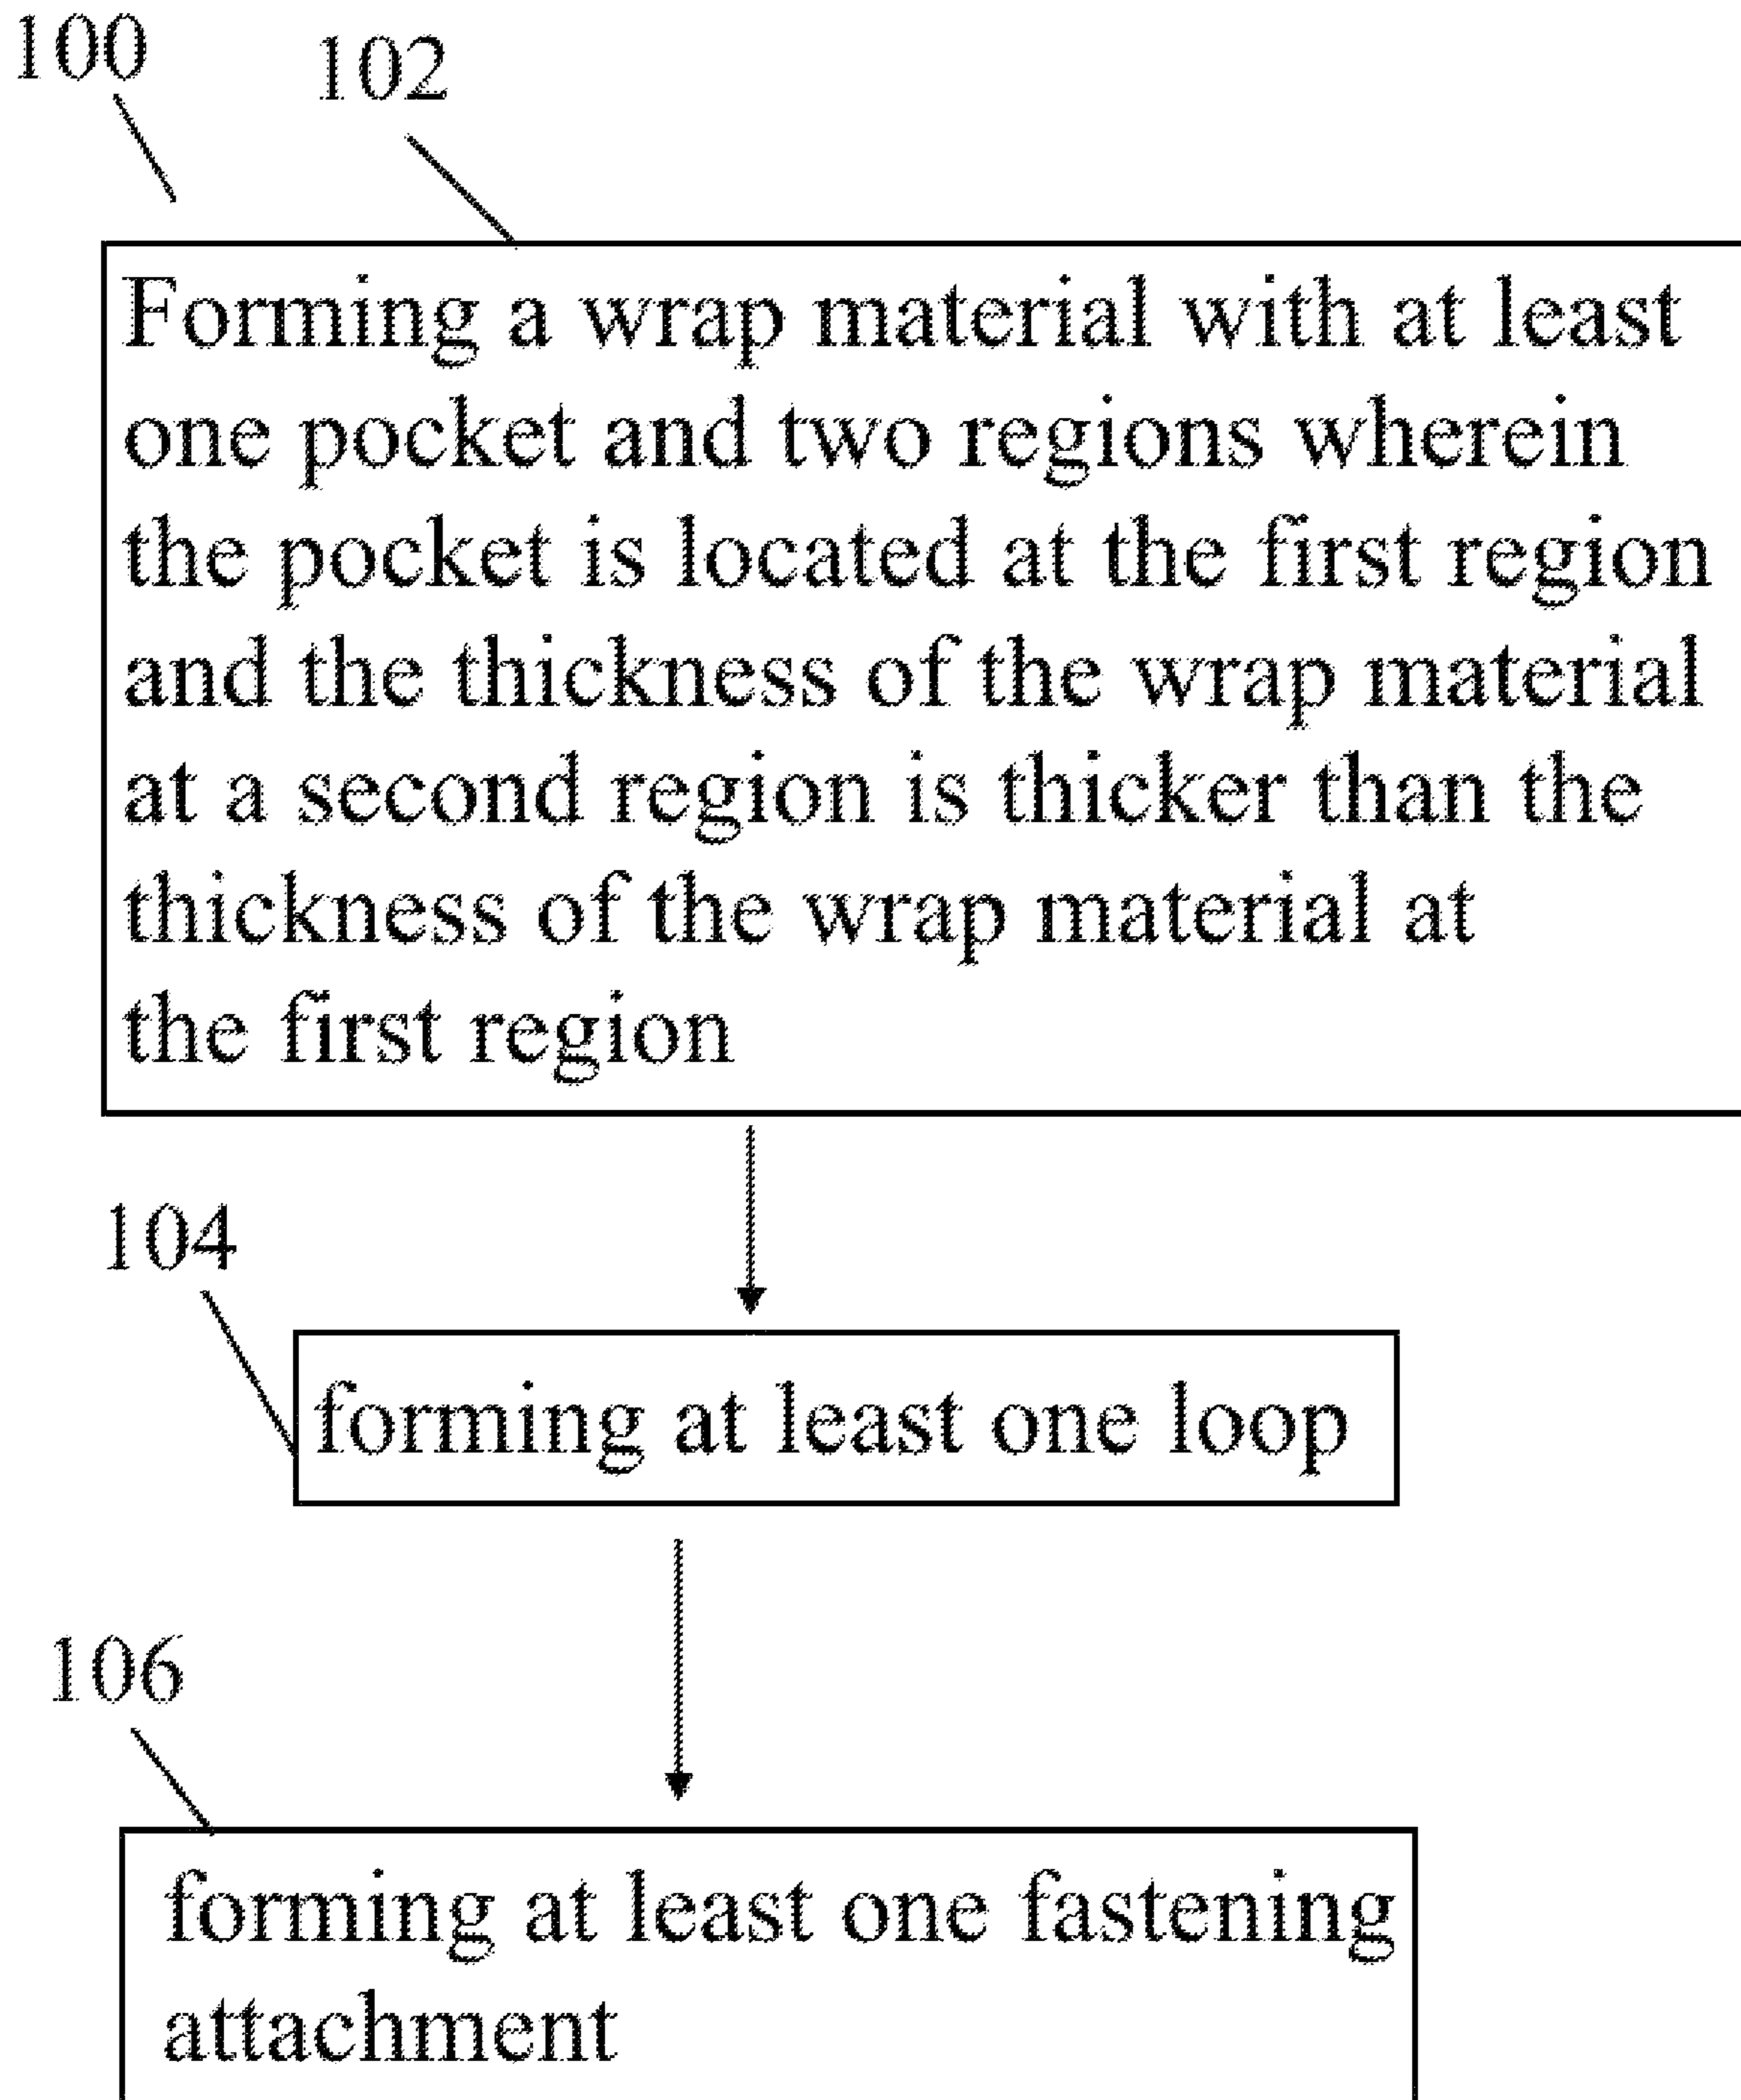 100
102
Forming a wrap material with at least
one pocket and two regions wherein
the pocket is located at the first region
and the thickness of the wrap material
at a second region is thicker than the
thickness of the wrap material at
the first region
104
forming at least one loop
106
forming at least one fastening
attachment